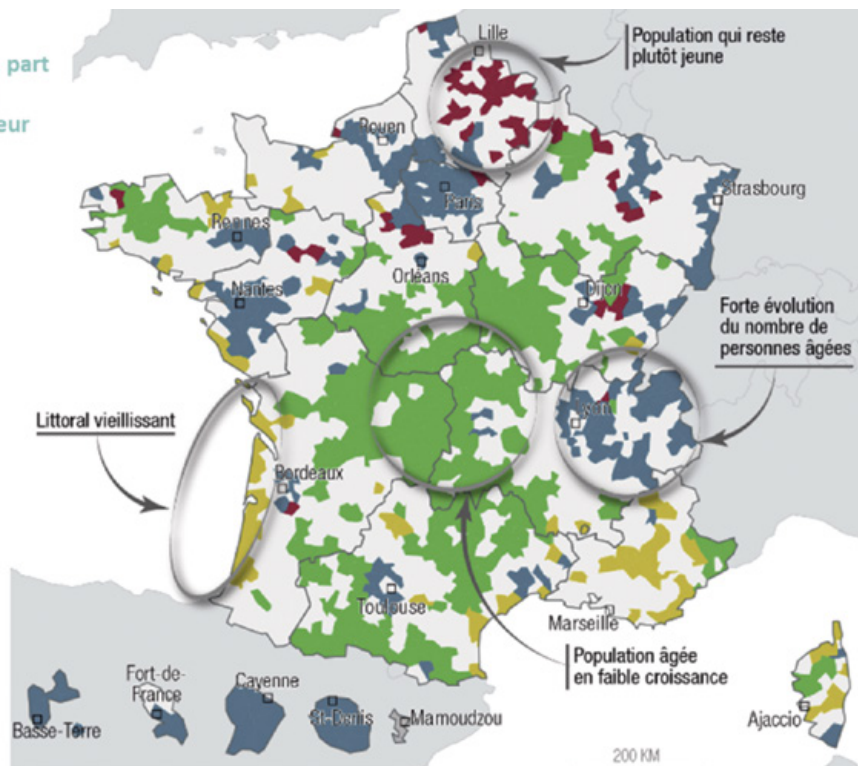 part
eur
Population qui reste
plutôt jeune
Lille
Rouen
Paris
Strasbourg
Rennes
Orléans
Nantes
Dijon
Forte évolution
du nombre de
personnes âgées
Littoral vieillissant
Lyon
Bordeaux
Toulouse
Marseille
Population âgée
en faible croissance
Fort-de-
France
Cayenne
St-Denis
Mamoudzou
Basse-Terre
Ajaccio
200 KM